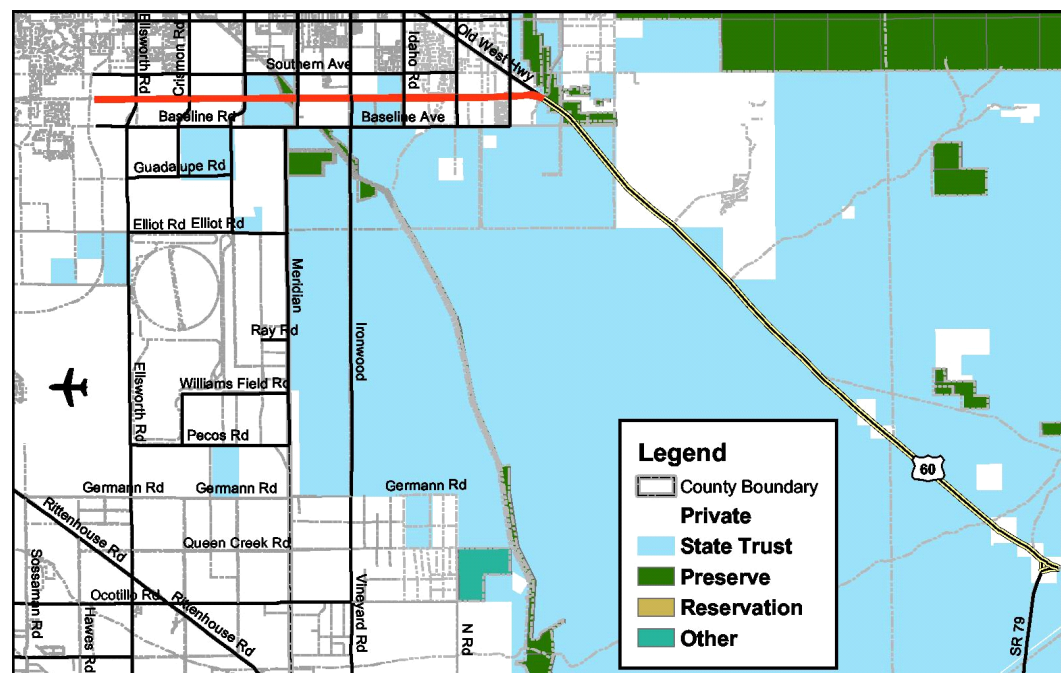 Ellsworth Rd
Crismon Rd
Idaho Rd
Old West Hwy
Southern Ave
Baseline Rd
Baseline Ave
Guadalupe Rd
Elliot Rd
Elliot Rd
Meridian
Ray Rd
Ironwood
Ellsworth Rd
Williams Field Rd
Pecos Rd
Germann Rd
Germann Rd
Germann Rd
Rittenhouse Rd
Queen Creek Rd
Sossaman Rd
Ocotillo Rd
Rittenhouse Rd
Hawes Rd
Vineyard Rd
N Rd
60
SR 79
Legend
County Boundary
Private
State Trust
Preserve
Reservation
Other